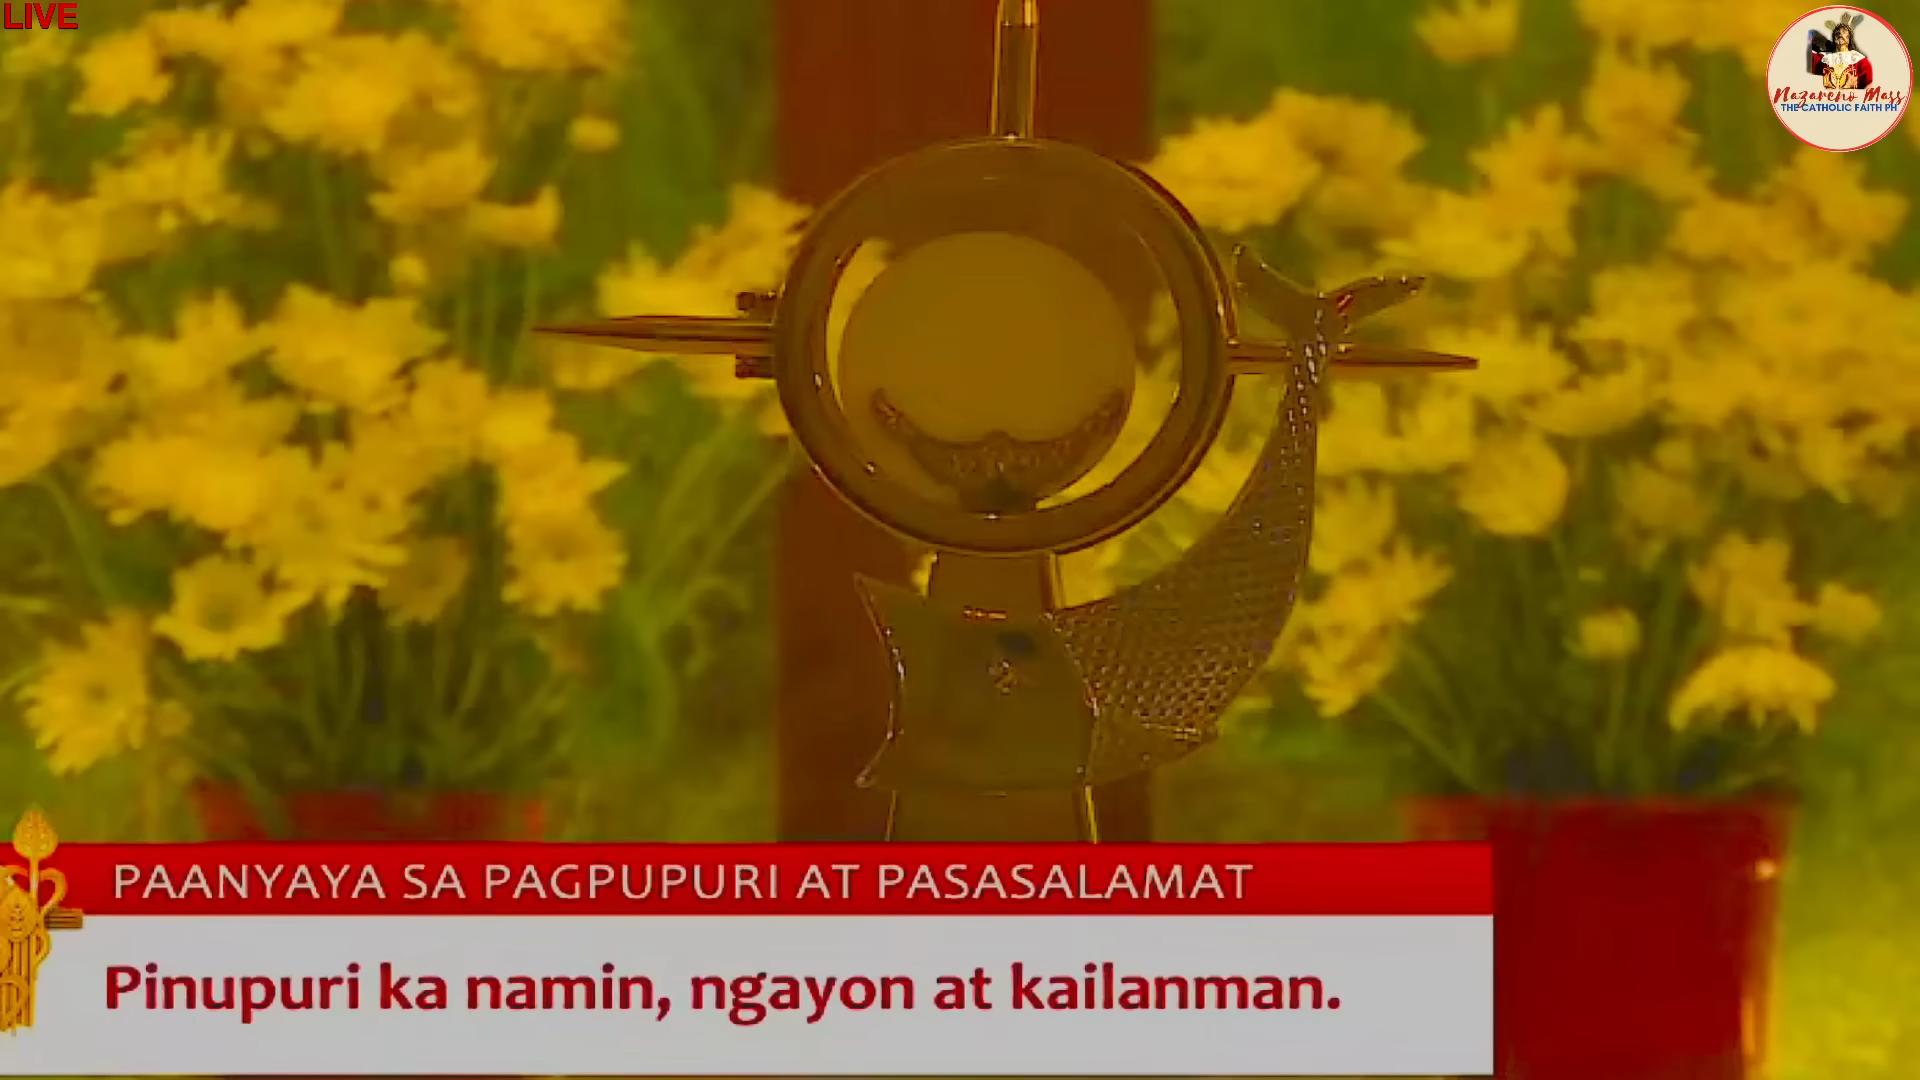 LIVE
Nazareno Mass
THE CATHOLIC FAITH PH
PAANYAYA SA PAGPUPURI AT PASASALAMAT
Pinupuri ka namin, ngayon at kailanman.